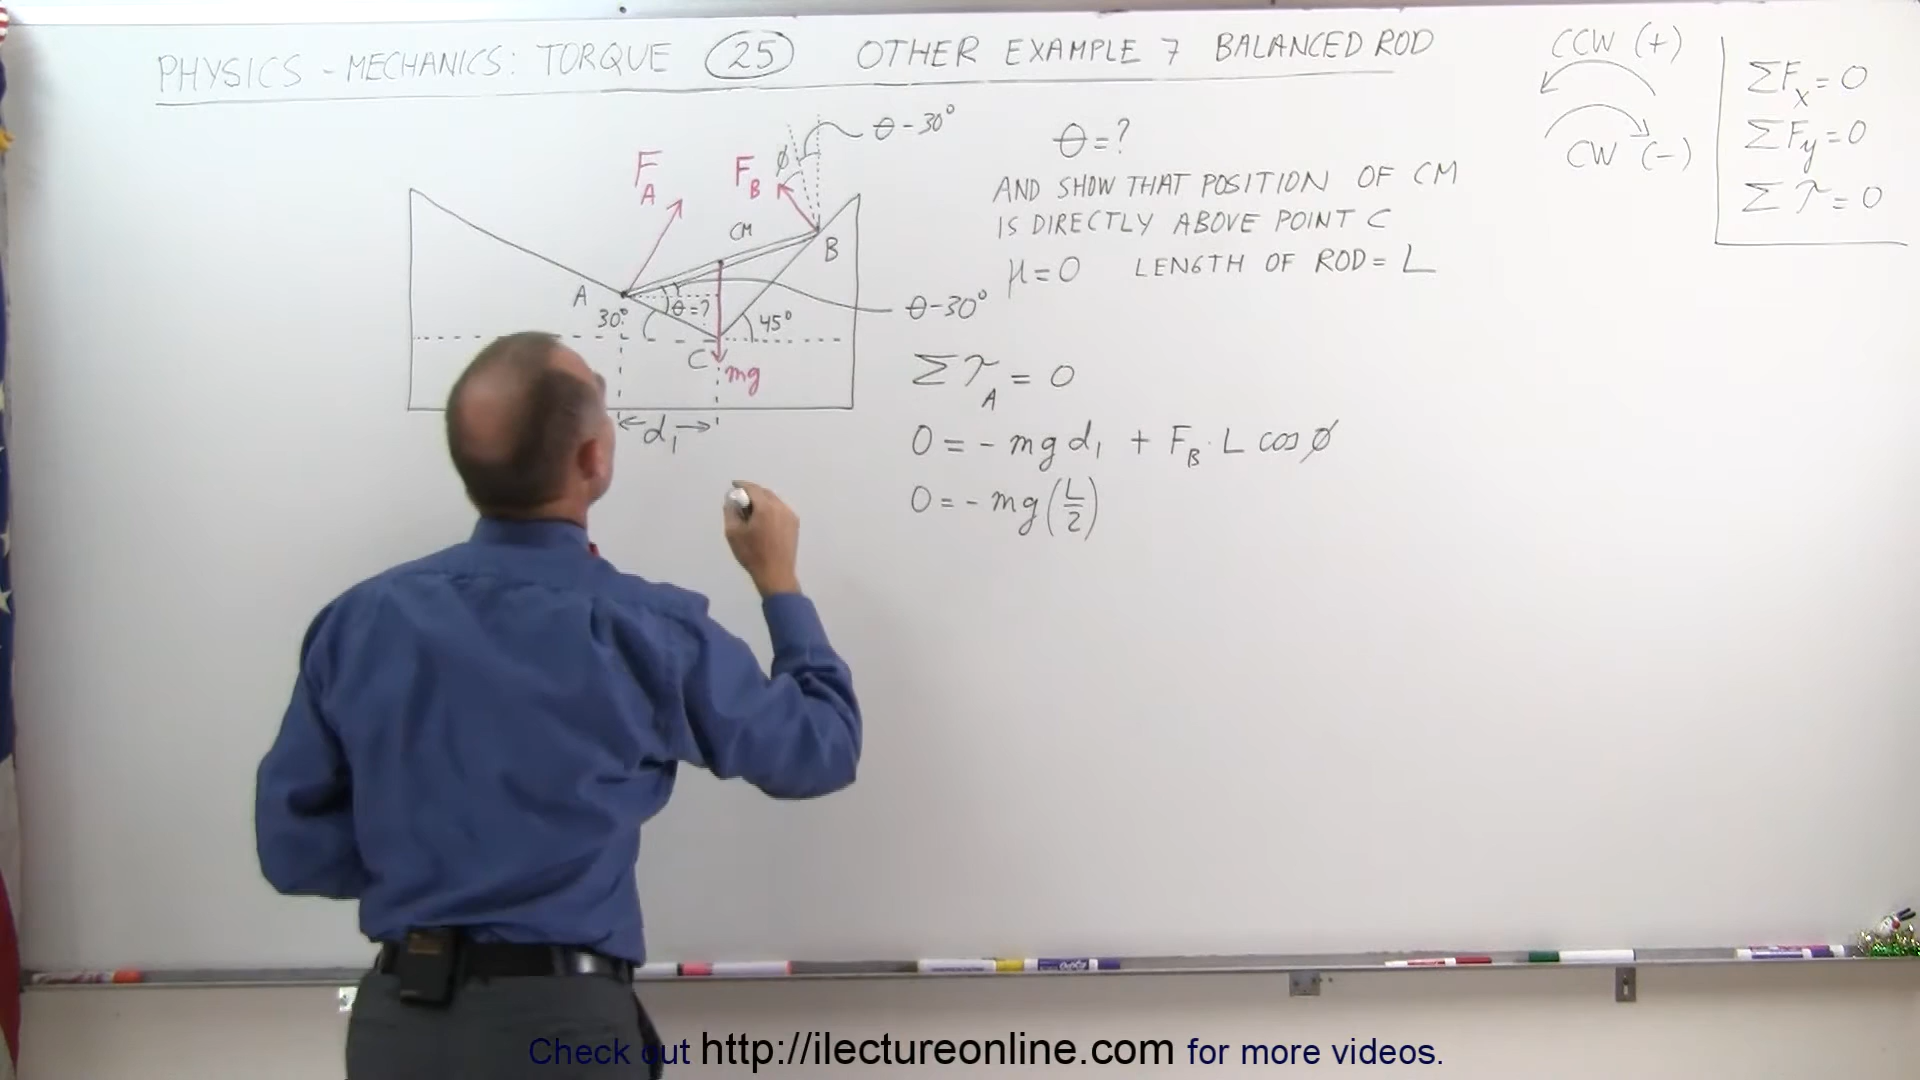 PHYSICS - MECHANICS: TORQUE 25 OTHER EXAMPLE 7 BALANCED ROD
CCW (+)
CW (-)
ΣFx = 0
ΣFy = 0
Στ = 0
θ - 30°
ϕ
FA
FB
CM
A
B
30°
θ = ?
45°
θ - 30°
C
mg
d1
θ = ?
AND SHOW THAT POSITION OF CM
IS DIRECTLY ABOVE POINT C
μ = 0 LENGTH OF ROD = L
ΣτA = 0
0 = - mg d1 + FB · L cos ϕ
0 = - mg (L/2)
Check out http://ilectureonline.com for more videos.